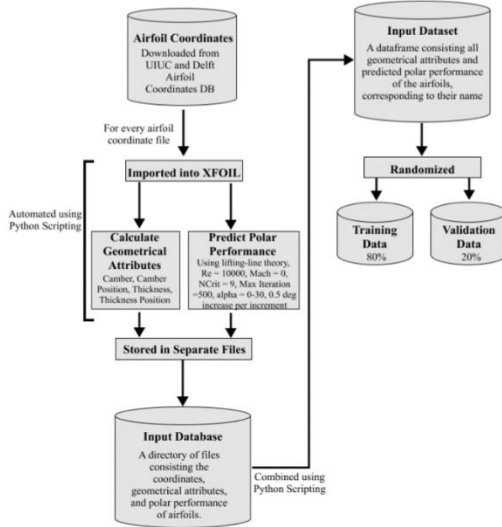 Airfoil Coordinates
Downloaded from
UIUC and Delft
Airfoil
Coordinates DB
For every airfoil
coordinate file
Imported into XFOIL
Automated using
Python Scripting
Calculate
Geometrical
Attributes
Camber, Camber
Position, Thickness,
Thickness Position
Predict Polar
Performance
Using lifting-line theory,
Re = 10000, Mach = 0,
NCrit = 9, Max Iteration
=500, alpha = 0-30, 0.5 deg
increase per increment
Stored in Separate Files
Input Database
A directory of files
consisting the
coordinates,
geometrical attributes,
and polar performance
of airfoils.
Combined using
Python Scripting
Input Dataset
A dataframe consisting all
geometrical attributes and
predicted polar performance
of the airfoils,
corresponding to their name
Randomized
Training
Data
80%
Validation
Data
20%